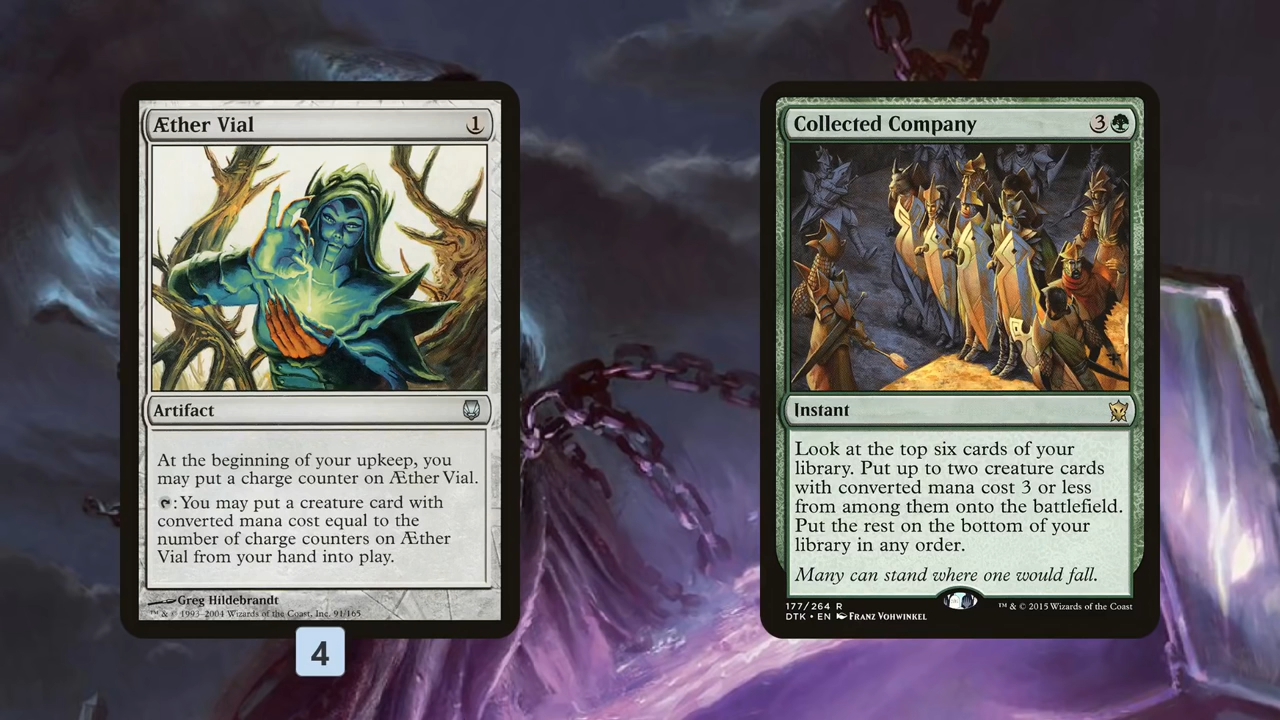 Æther Vial 1
Artifact
At the beginning of your upkeep, you
may put a charge counter on Æther Vial.
: You may put a creature card with
converted mana cost equal to the
number of charge counters on Æther
Vial from your hand into play.
Greg Hildebrandt
™ & © 1993–2004 Wizards of the Coast, Inc. 91/165
4
Collected Company 3
Instant
Look at the top six cards of your
library. Put up to two creature cards
with converted mana cost 3 or less
from among them onto the battlefield.
Put the rest on the bottom of your
library in any order.
Many can stand where one would fall.
177/264 R
DTK • EN Franz Vohwinkel
™ & © 2015 Wizards of the Coast